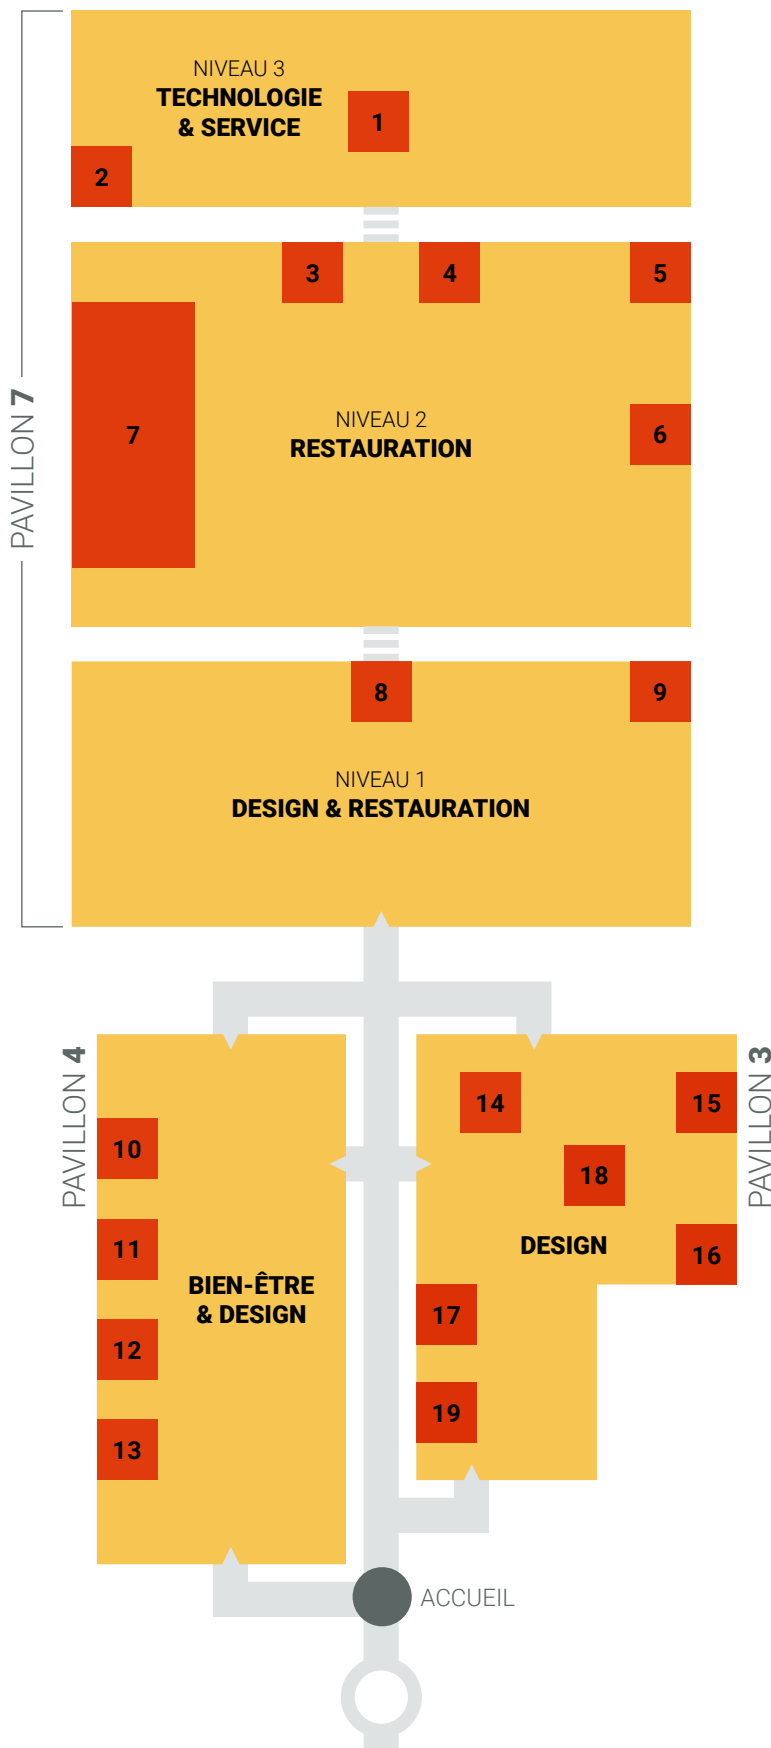 NIVEAU 3
TECHNOLOGIE
& SERVICE
1
2
PAVILLON 7
3
4
5
7
NIVEAU 2
RESTAURATION
6
8
9
NIVEAU 1
DESIGN & RESTAURATION
PAVILLON 4
10
11
BIEN-ÊTRE
& DESIGN
12
13
PAVILLON 3
14
15
18
DESIGN
16
17
19
ACCUEIL